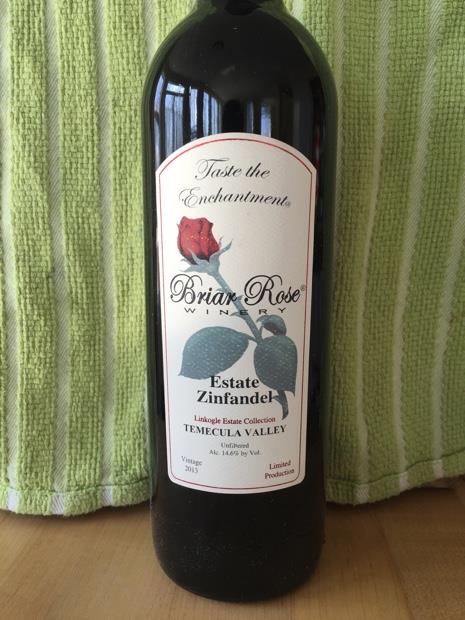 Taste the
Enchantment®
Briar Rose®
WINERY
Estate
Zinfandel
Linkogle Estate Collection
TEMECULA VALLEY
Unfiltered
Alc. 14.6% by Vol.
Vintage
2013
Limited
Production